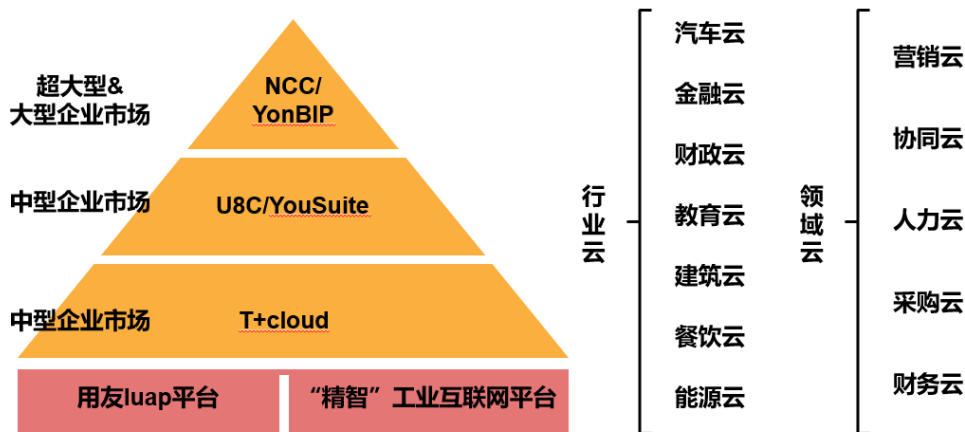 超大型&
大型企业市场
NCC/
YonBIP
中型企业市场
U8C/YouSuite
中型企业市场
T+cloud
用友luap平台
“精智”工业互联网平台
行业云
汽车云
金融云
财政云
教育云
建筑云
餐饮云
能源云
领域云
营销云
协同云
人力云
采购云
财务云